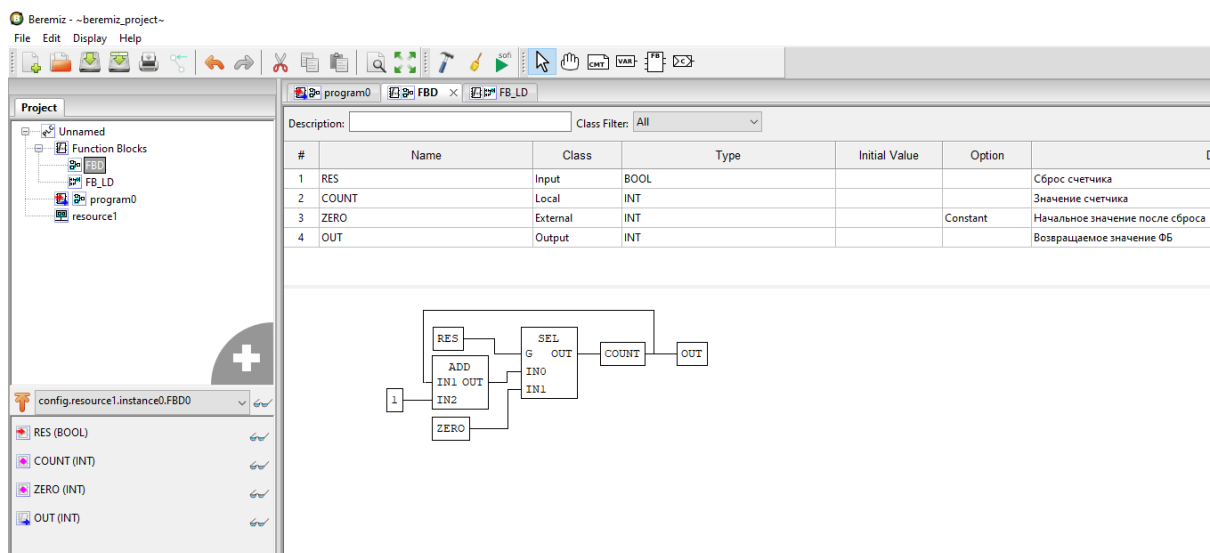 Beremiz - ~beremiz_project~
File Edit Display Help
sofi
CMT VAR FB
Project
Unnamed
Function Blocks
FBD
FB_LD
program0
resource1
config.resource1.instance0.FBD0
RES (BOOL)
COUNT (INT)
ZERO (INT)
OUT (INT)
program0 FBD FB_LD
Description: Class Filter: All
# Name Class Type Initial Value Option D
1 RES Input BOOL Сброс счетчика
2 COUNT Local INT Значение счетчика
3 ZERO External INT Constant Начальное значение после сброса
4 OUT Output INT Возвращаемое значение ФБ
RES SEL
G OUT COUNT OUT
ADD IN0
IN1 OUT IN1
1 IN2
ZERO